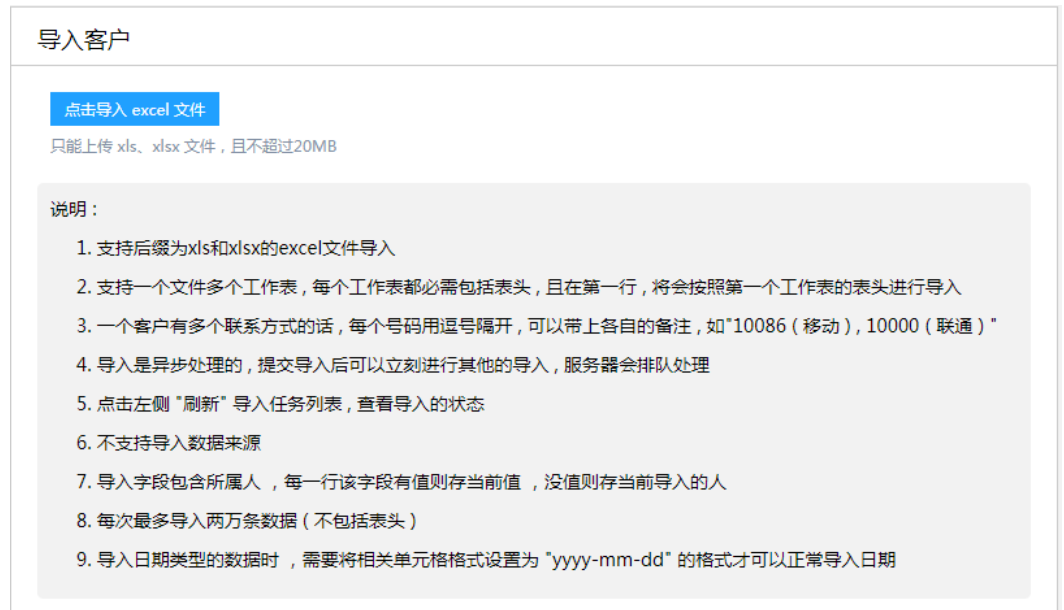 导入客户
点击导入 excel 文件
只能上传 xls、xlsx 文件，且不超过20MB
说明：
1. 支持后缀为xls和xlsx的excel文件导入
2. 支持一个文件多个工作表，每个工作表都必需包括表头，且在第一行，将会按照第一个工作表的表头进行导入
3. 一个客户有多个联系方式的话，每个号码用逗号隔开，可以带上各自的备注，如"10086（移动），10000（联通）"
4. 导入是异步处理的，提交导入后可以立刻进行其他的导入，服务器会排队处理
5. 点击左侧 "刷新" 导入任务列表，查看导入的状态
6. 不支持导入数据来源
7. 导入字段包含所属人 ，每一行该字段有值则存当前值 ，没值则存当前导入的人
8. 每次最多导入两万条数据（不包括表头）
9. 导入日期类型的数据时 ，需要将相关单元格格式设置为 "yyyy-mm-dd" 的格式才可以正常导入日期